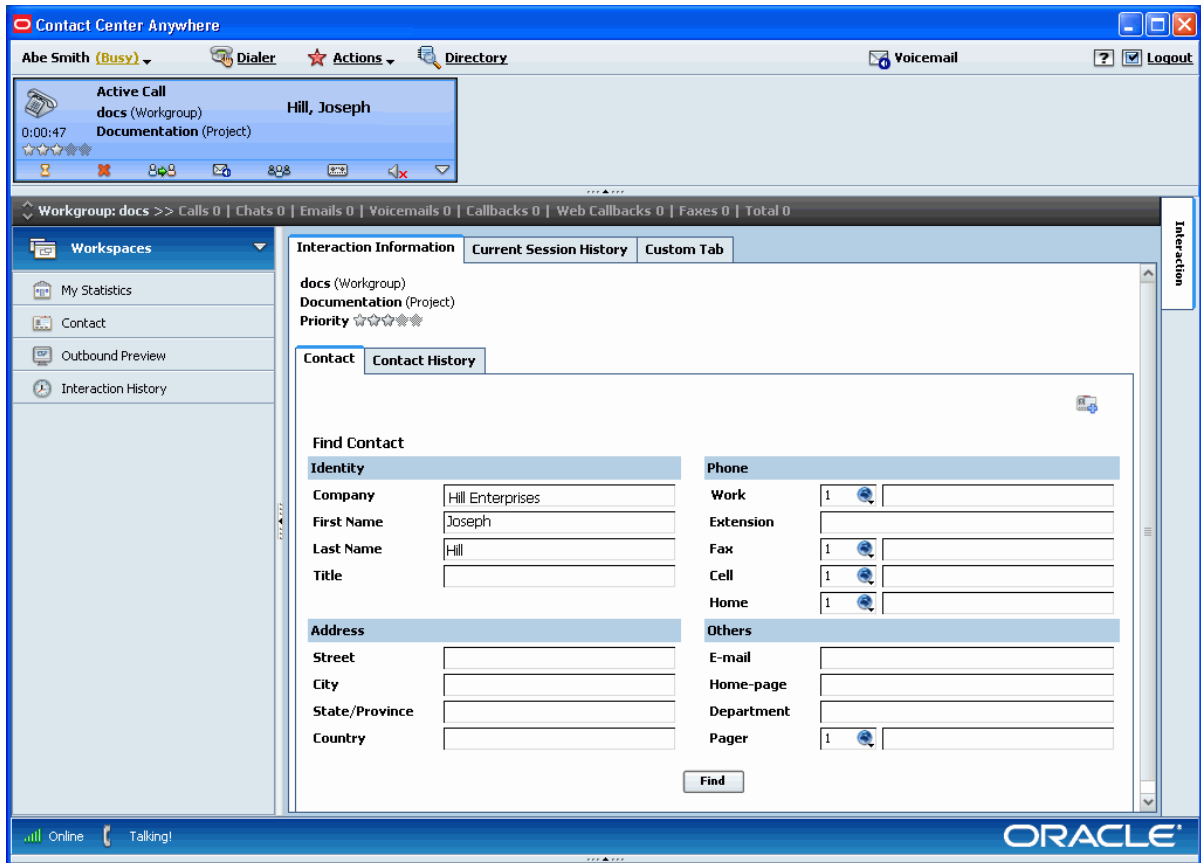 Contact Center Anywhere
Abe Smith (Busy) Dialer Actions Directory Voicemail ? Logout
Active Call
docs (Workgroup) Hill, Joseph
0:00:47 Documentation (Project)
Workgroup: docs >> Calls 0 | Chats 0 | Emails 0 | Voicemails 0 | Callbacks 0 | Web Callbacks 0 | Faxes 0 | Total 0
Interaction
Workspaces
My Statistics
Contact
Outbound Preview
Interaction History
Interaction Information Current Session History Custom Tab
docs (Workgroup)
Documentation (Project)
Priority
Contact Contact History
Find Contact
Identity Phone
Company Hill Enterprises Work 1
First Name Joseph Extension
Last Name Hill Fax 1
Title Cell 1
Home 1
Address Others
Street E-mail
City Home-page
State/Province Department
Country Pager 1
Find
Online Talking! ORACLE